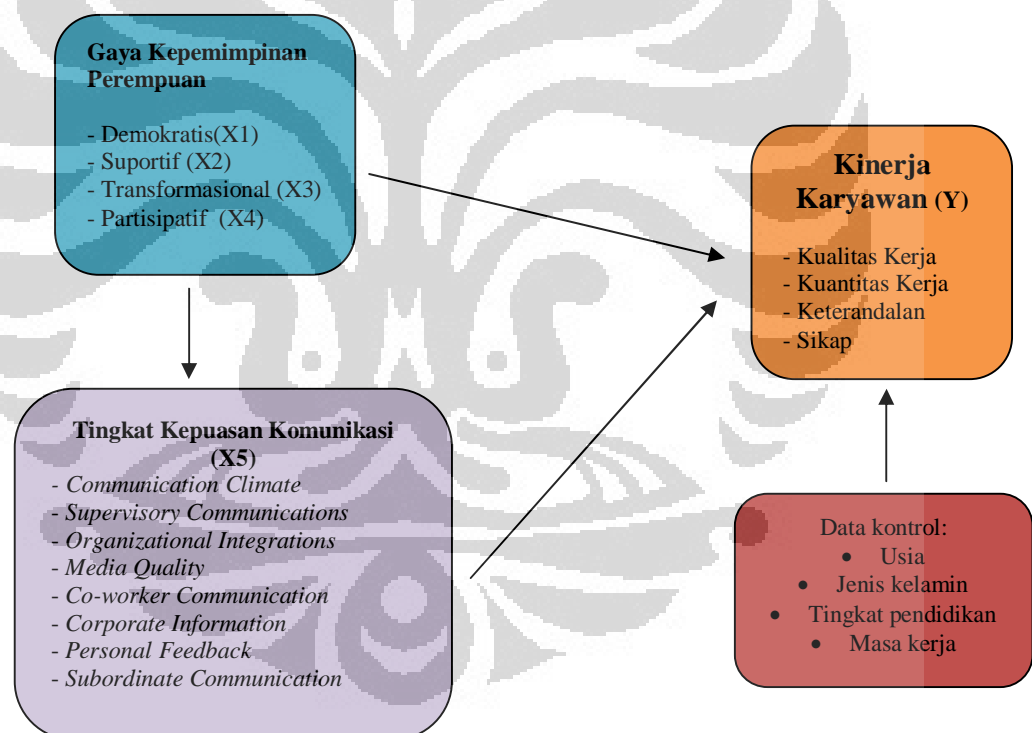 Gaya Kepemimpinan
Perempuan
- Demokratis(X1)
- Suportif (X2)
- Transformasional (X3)
- Partisipatif (X4)
Kinerja
Karyawan (Y)
- Kualitas Kerja
- Kuantitas Kerja
- Keterandalan
- Sikap
Tingkat Kepuasan Komunikasi
(X5)
- Communication Climate
- Supervisory Communications
- Organizational Integrations
- Media Quality
- Co-worker Communication
- Corporate Information
- Personal Feedback
- Subordinate Communication
Data kontrol:
• Usia
• Jenis kelamin
• Tingkat pendidikan
• Masa kerja